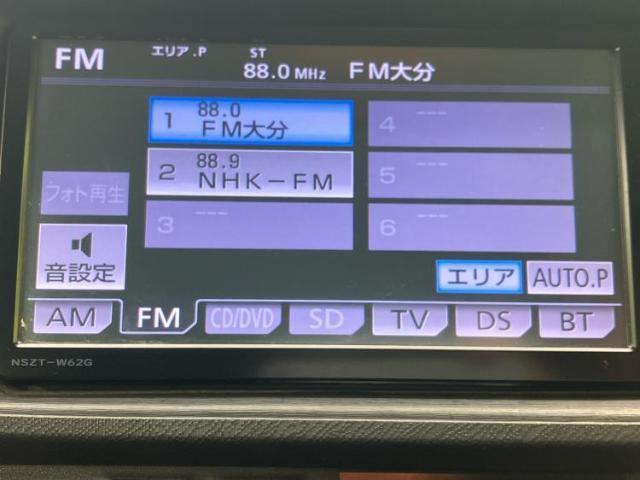 FM エリア.P ST
88.0 MHz FM大分
1 88.0 FM大分
4 ---
2 88.9 NHK-FM
5 ---
3 ---
6 ---
フォト再生
音設定
エリア AUTO.P
AM FM CD/DVD SD TV DS BT
NSZT-W62G